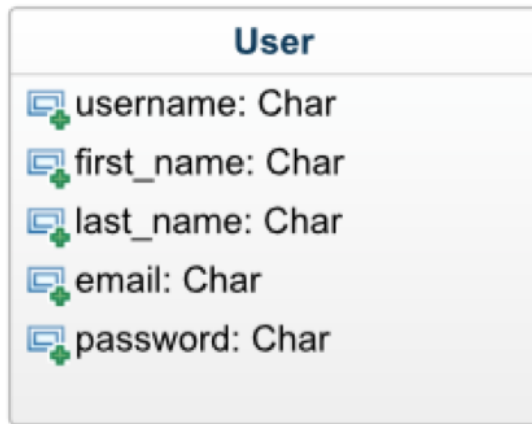 User
username: Char
first_name: Char
last_name: Char
email: Char
password: Char